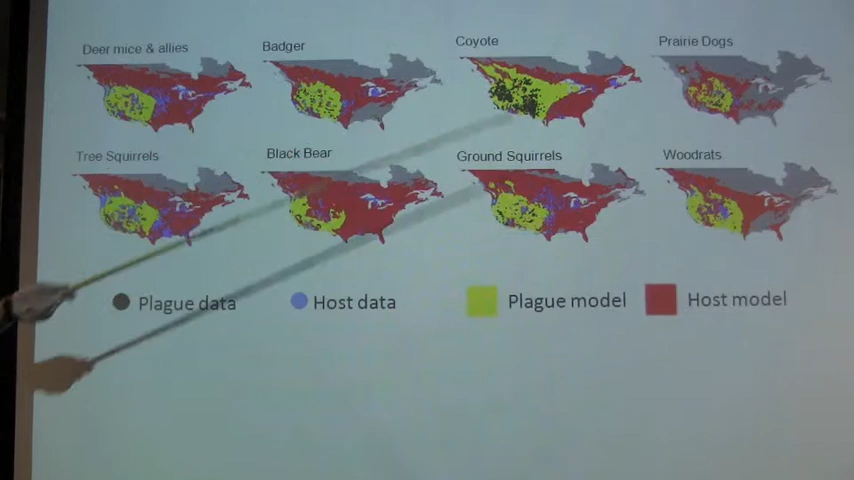 Deer mice & allies
Badger
Coyote
Prairie Dogs
Tree Squirrels
Black Bear
Ground Squirrels
Woodrats
Plague data
Host data
Plague model
Host model